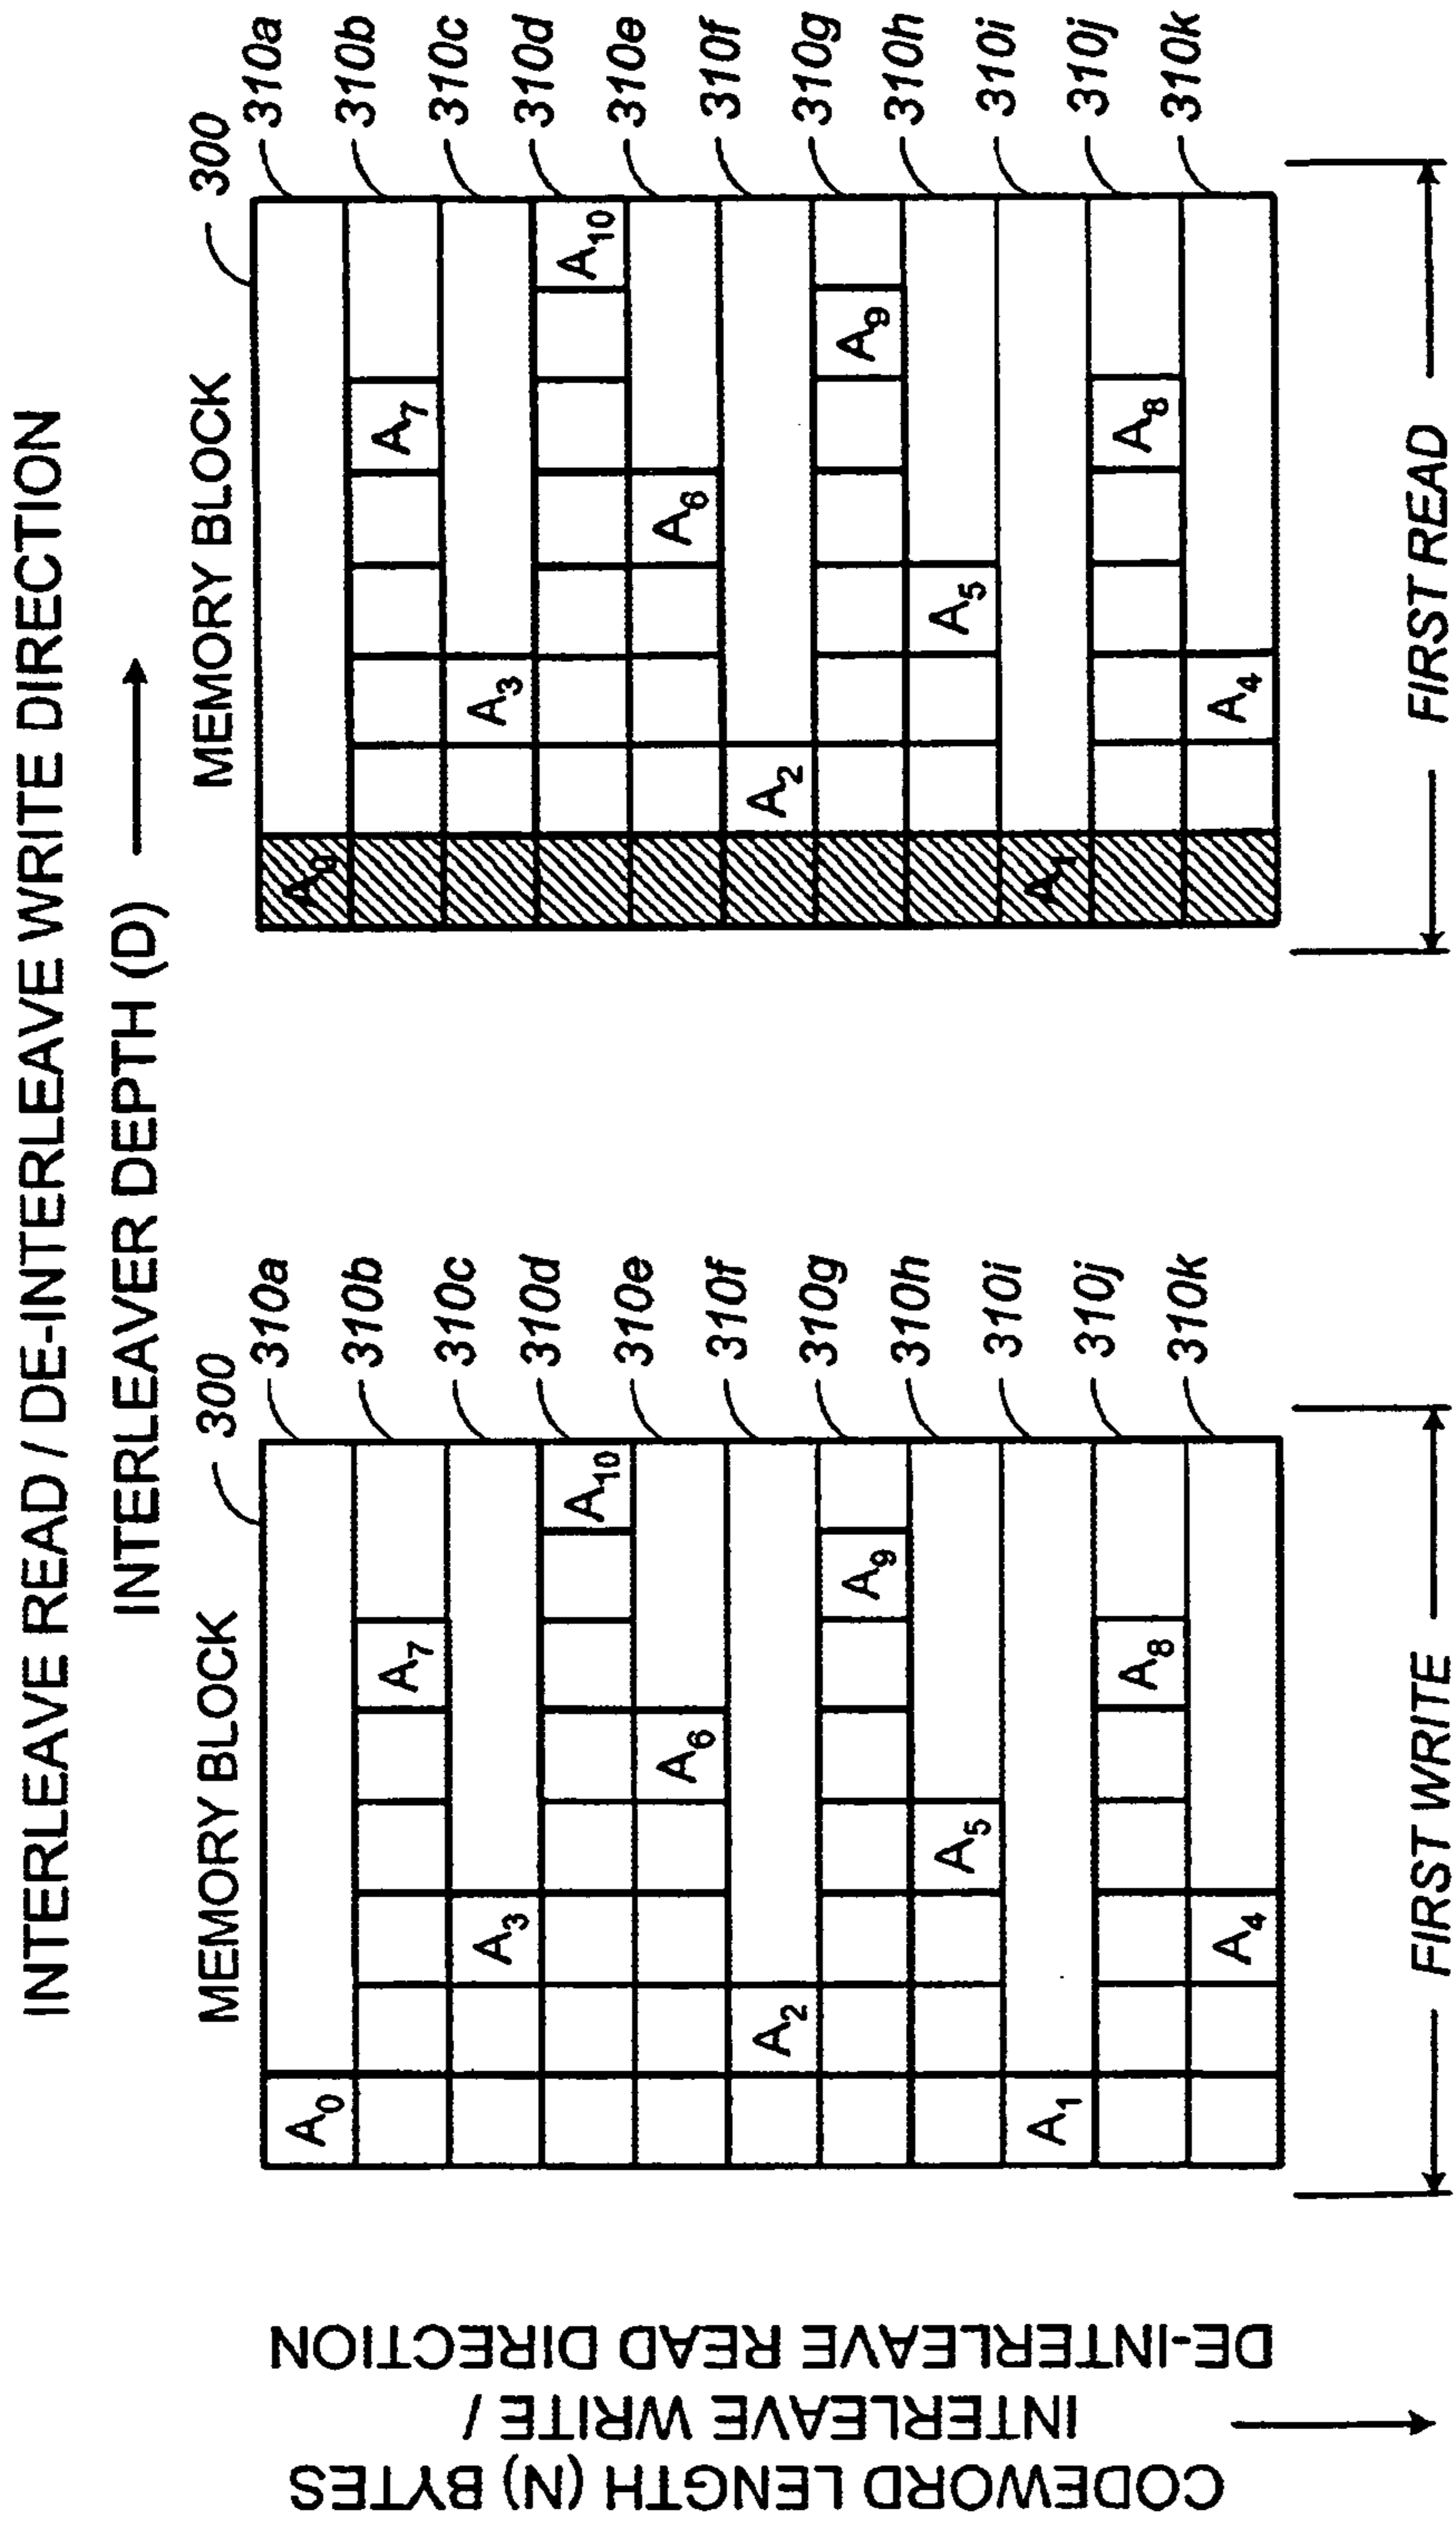 INTERLEAVE READ / DE-INTERLEAVE WRITE DIRECTION
INTERLEAVER DEPTH (D)
CODEWORD LENGTH (N) BYTES
INTERLEAVE WRITE /
DE-INTERLEAVE READ DIRECTION
MEMORY BLOCK
300
A0
310a
A7
310b
A3
310c
A10
310d
A6
310e
A2
310f
A9
310g
A5
310h
A1
310i
A8
310j
A4
310k
FIRST WRITE
MEMORY BLOCK
300
A0
310a
A7
310b
A3
310c
A10
310d
A6
310e
A2
310f
A9
310g
A5
310h
A1
310i
A8
310j
A4
310k
FIRST READ